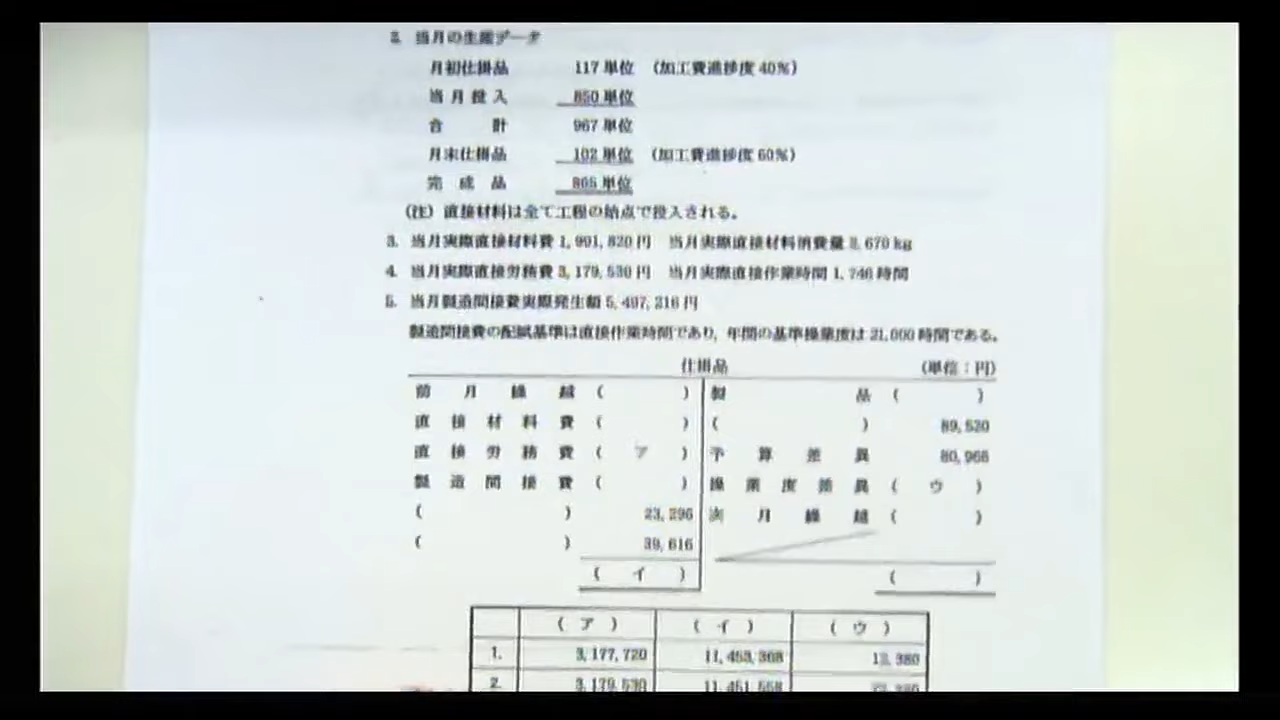 2. 当月の生産データ
月初仕掛品 117単位 (加工費進捗度40%)
当月投入 850単位
合計 967単位
月末仕掛品 102単位 (加工費進捗度60%)
完成品 865単位
(注) 直接材料は全て工程の始点で投入される。
3. 当月実際直接材料費1,991,820円 当月実際直接材料消費量 kg
4. 当月実際直接労務費3,179,530円 当月実際直接作業時間1,746時間
5. 当月製造間接費実際発生額5,497,216円
製造間接費の配賦基準は直接作業時間であり,年間の基準操業度は21,000時間である。
仕掛品 (単位:円)
前月繰越 ( ) 製品 ( )
直接材料費 ( ) ( ) 89,520
直接労務費 ( ア ) 予算差異 80,966
製造間接費 ( ) 操業度差異 ( ウ )
( ) 23,296 次月繰越 ( )
( ) 39,616
( イ ) ( )
( ア ) ( イ ) ( ウ )
1. 3,177,720 11,453,368 13,380
2. 3,179,530 11,451,558